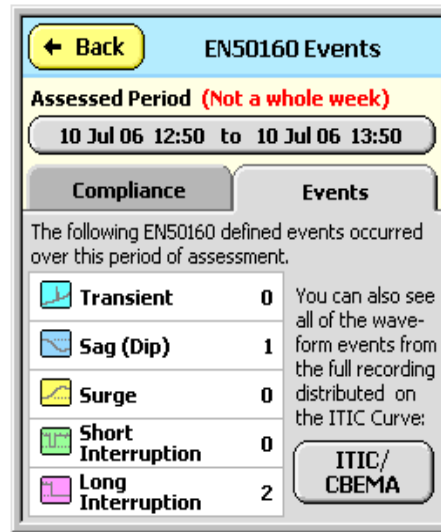 ← Back
EN50160 Events
Assessed Period (Not a whole week)
10 Jul 06 12:50 to 10 Jul 06 13:50
Compliance
Events
The following EN50160 defined events occurred
over this period of assessment.
Transient 0
Sag (Dip) 1
Surge 0
Short
Interruption 0
Long
Interruption 2
You can also see
all of the wave-
form events from
the full recording
distributed on
the ITIC Curve:
ITIC/
CBEMA